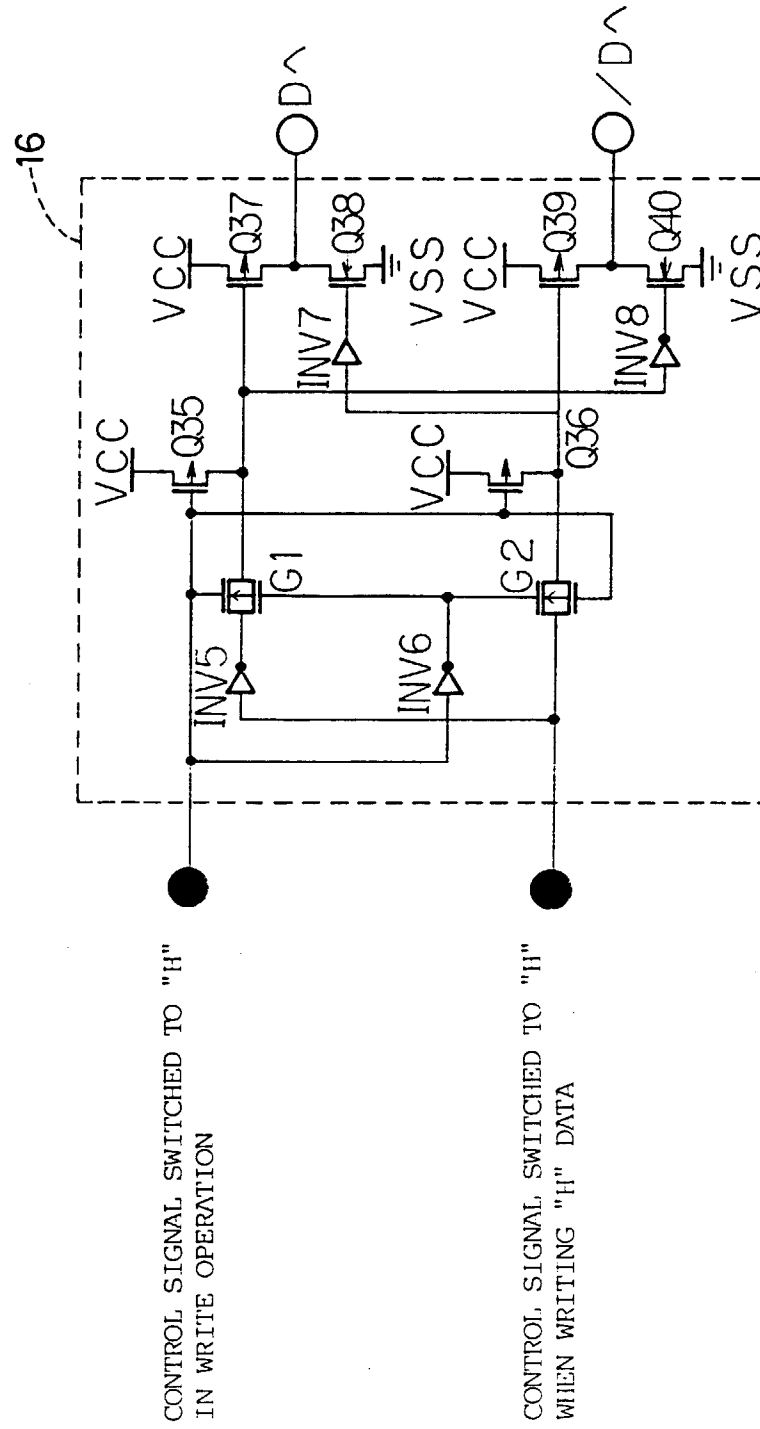 16
VCC
Q35
VCC
Q37
D^
INV5
G1
INV7
Q38
VSS
INV6
VCC
Q36
VCC
Q39
/D^
G2
INV8
Q40
VSS
CONTROL SIGNAL SWITCHED TO "H"
IN WRITE OPERATION
CONTROL SIGNAL SWITCHED TO "H"
WHEN WRITING "H" DATA